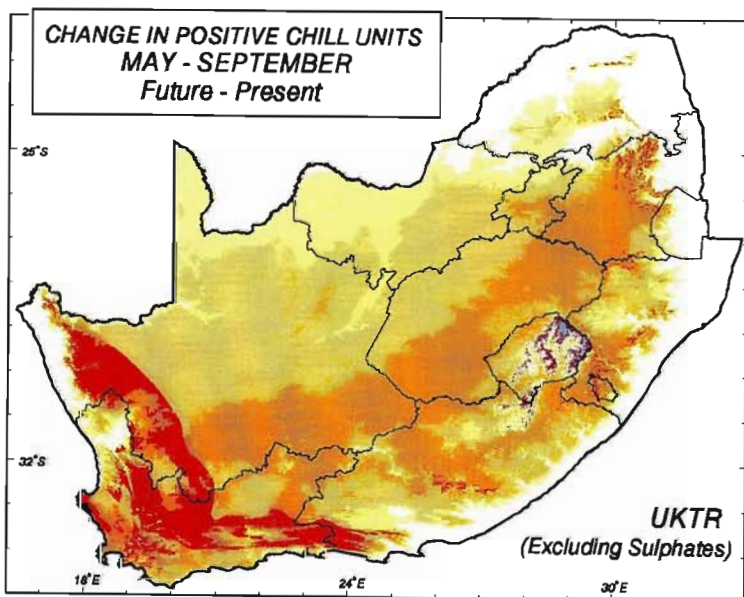 CHANGE IN POSITIVE CHILL UNITS
MAY - SEPTEMBER
Future - Present
25°S
32°S
UKTR
(Excluding Sulphates)
18°E
24°E
30°E